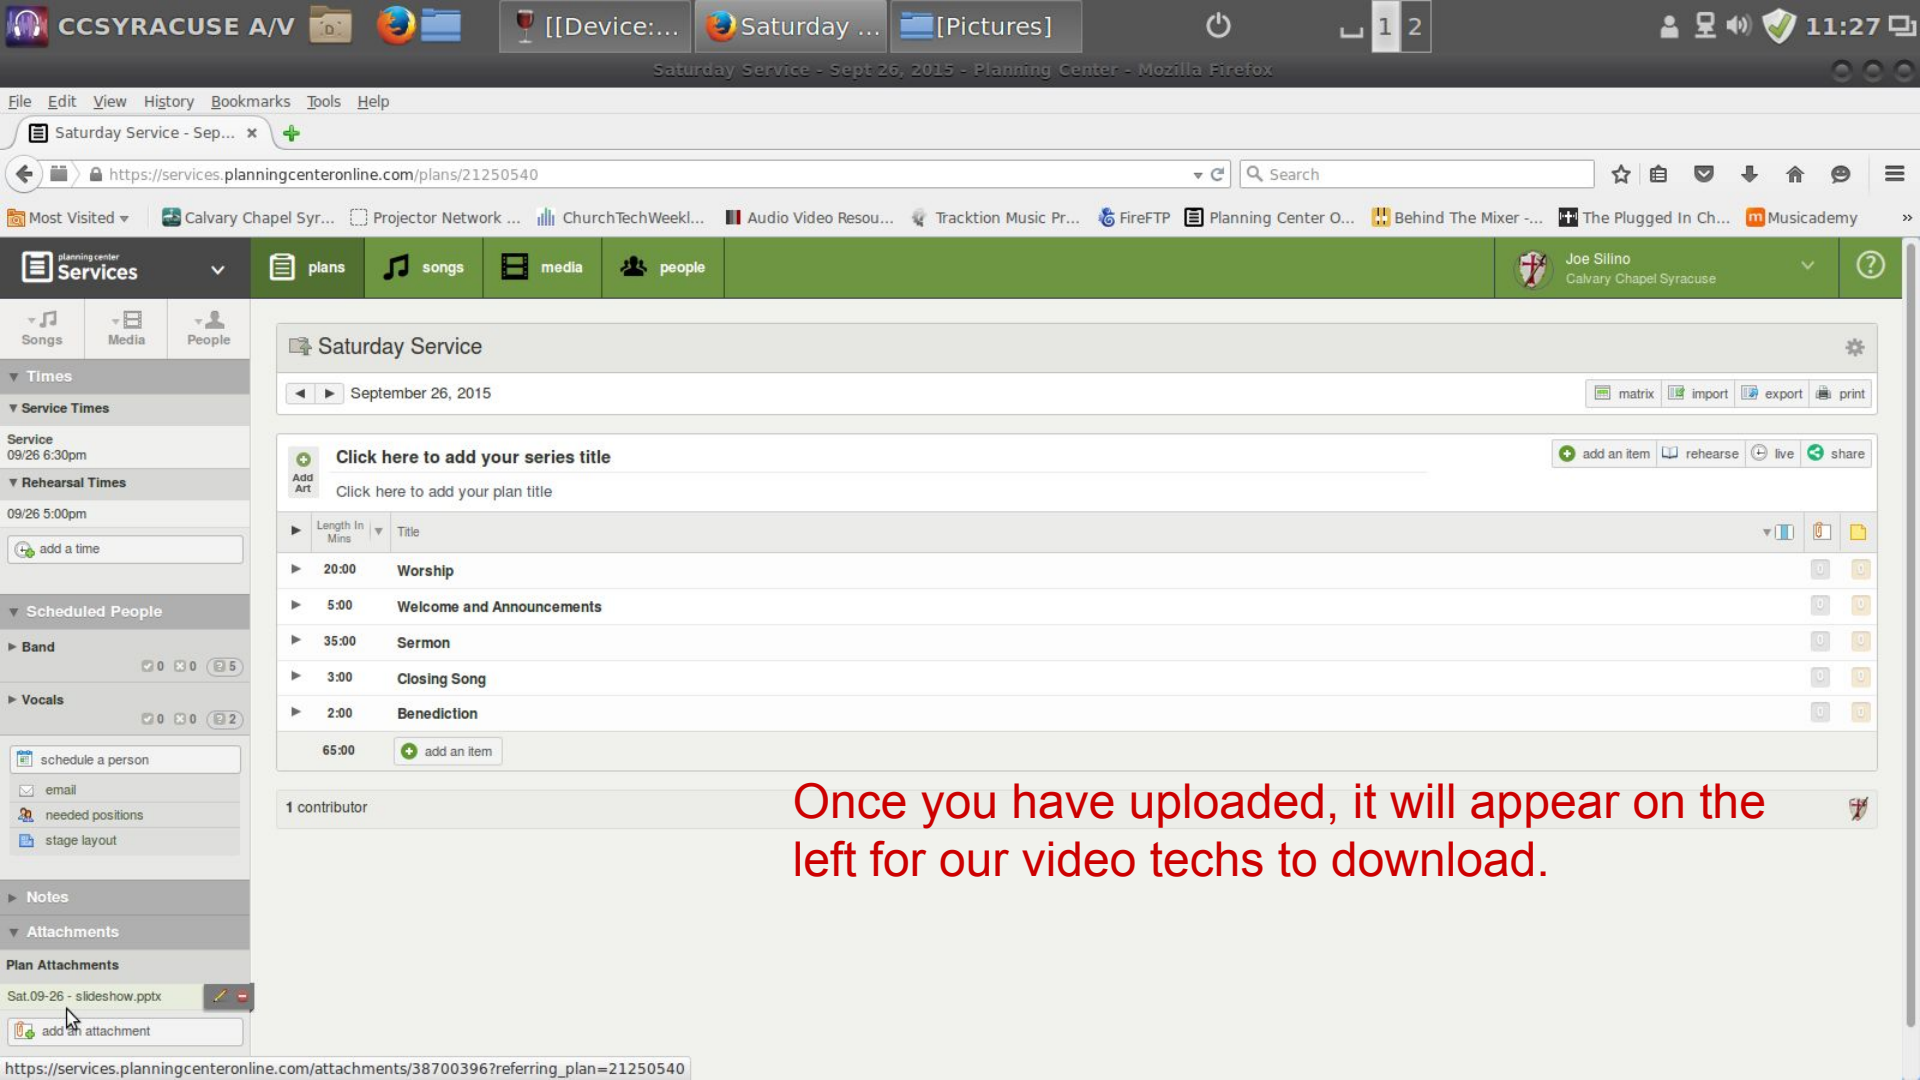 CCSYRACUSE A/V
[[Device:...
Saturday ...
[Pictures]
1 2
11:27
Saturday Service - Sept 26, 2015 - Planning Center - Mozilla Firefox
File Edit View History Bookmarks Tools Help
Saturday Service - Sep...
https://services.planningcenteronline.com/plans/21250540
Search
Most Visited
Calvary Chapel Syr...
Projector Network ...
ChurchTechWeekl...
Audio Video Resou...
Tracktion Music Pr...
FireFTP
Planning Center O...
Behind The Mixer -...
The Plugged In Ch...
Musicademy
»
planning center
Services
plans
songs
media
people
Joe Silino
Calvary Chapel Syracuse
?
Songs Media People
Times
Service Times
Service
09/26 6:30pm
Rehearsal Times
09/26 5:00pm
add a time
Scheduled People
Band
0 0 5
Vocals
0 0 2
schedule a person
email
needed positions
stage layout
Notes
Attachments
Plan Attachments
Sat.09-26 - slideshow.pptx
add an attachment
Saturday Service
September 26, 2015
matrix import export print
Add
Art
Click here to add your series title
Click here to add your plan title
add an item rehearse live share
Length In
Mins
Title
20:00 Worship 0 0
5:00 Welcome and Announcements 0 0
35:00 Sermon 0 0
3:00 Closing Song 0 0
2:00 Benediction 0 0
65:00 add an item
1 contributor
Once you have uploaded, it will appear on the
left for our video techs to download.
https://services.planningcenteronline.com/attachments/38700396?referring_plan=21250540